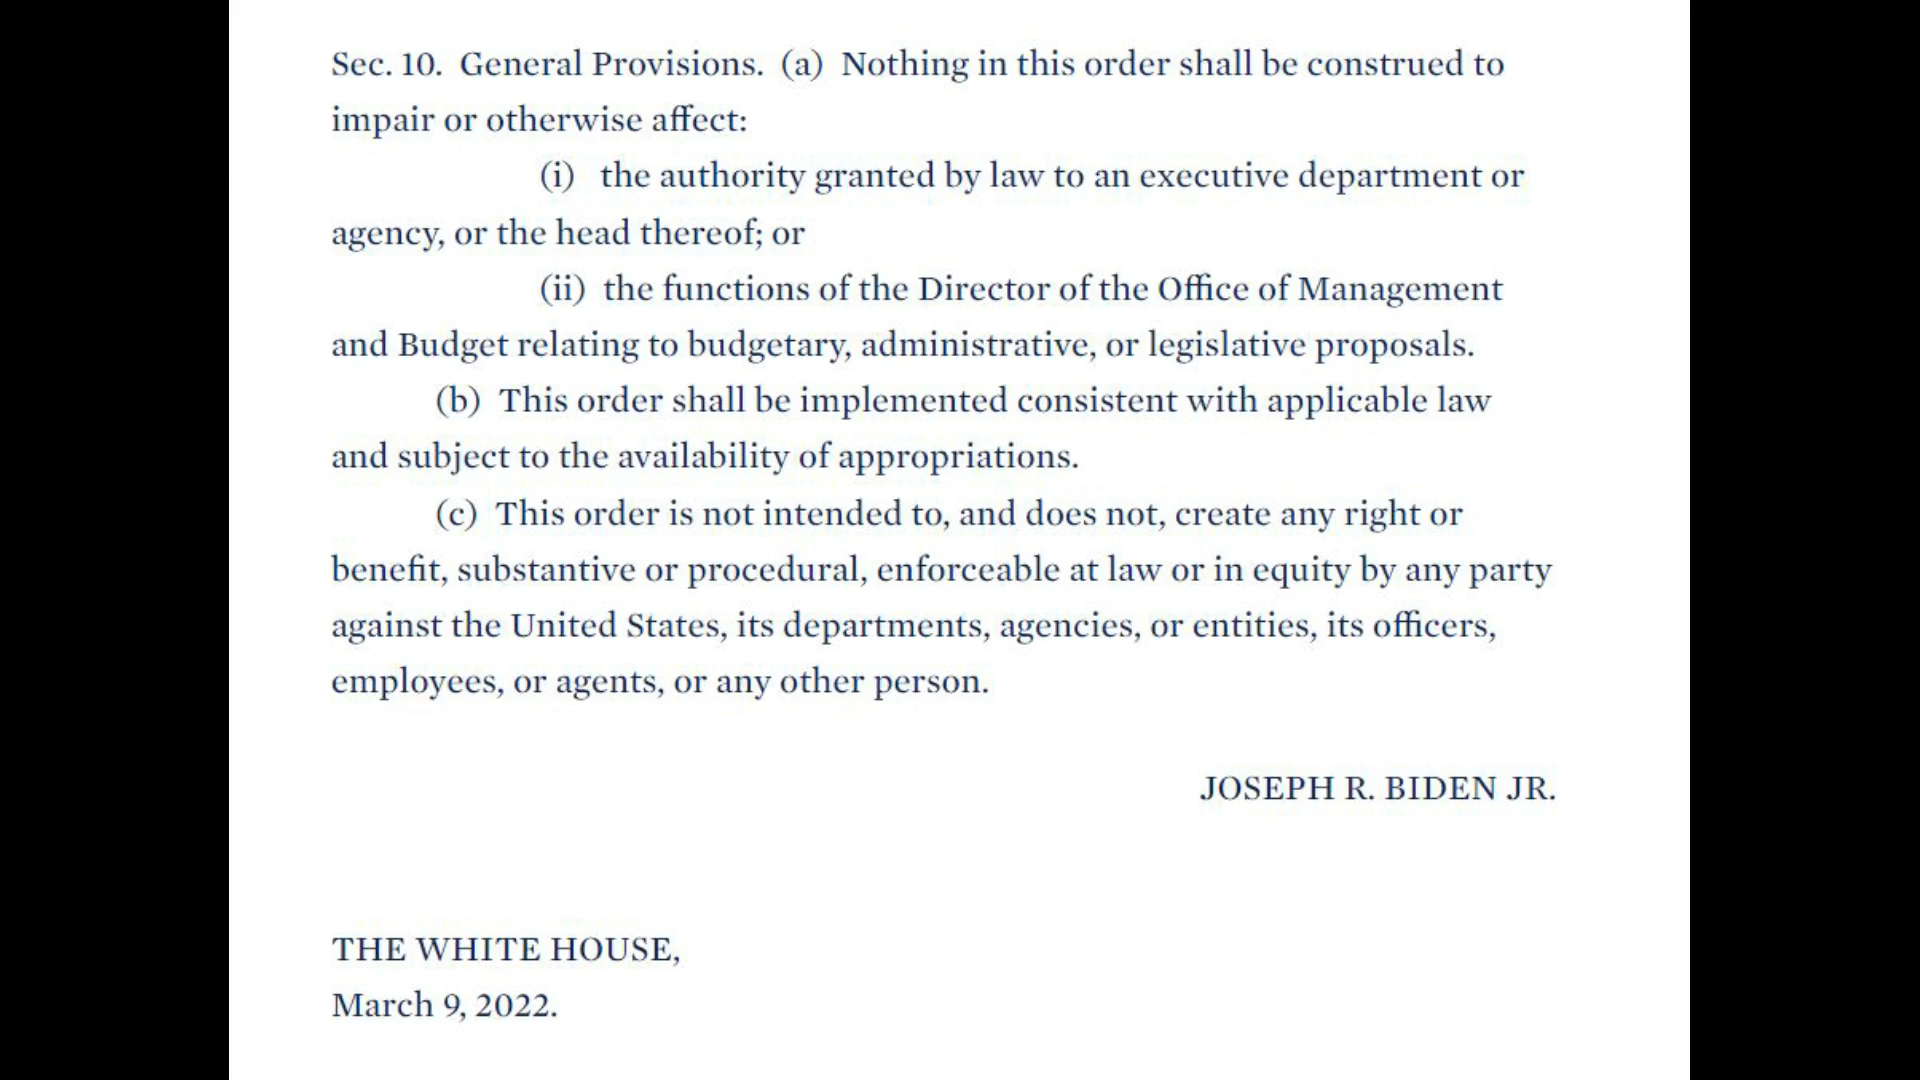 Sec. 10. General Provisions. (a) Nothing in this order shall be construed to
impair or otherwise affect:
(i) the authority granted by law to an executive department or
agency, or the head thereof; or
(ii) the functions of the Director of the Office of Management
and Budget relating to budgetary, administrative, or legislative proposals.
(b) This order shall be implemented consistent with applicable law
and subject to the availability of appropriations.
(c) This order is not intended to, and does not, create any right or
benefit, substantive or procedural, enforceable at law or in equity by any party
against the United States, its departments, agencies, or entities, its officers,
employees, or agents, or any other person.
JOSEPH R. BIDEN JR.
THE WHITE HOUSE,
March 9, 2022.